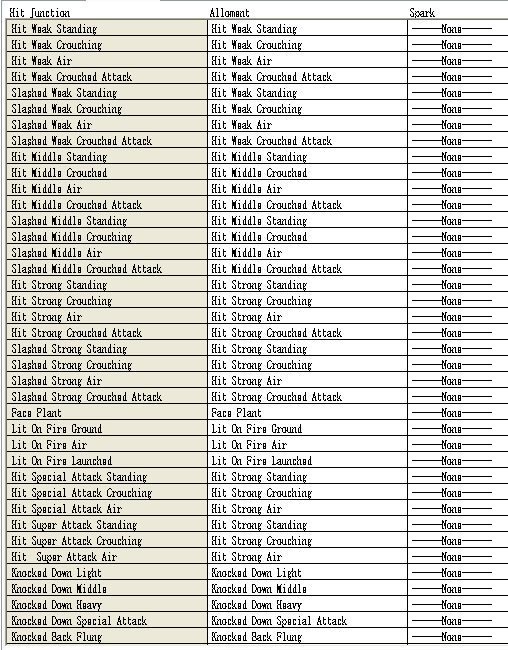 Hit Junction Alloment Spark
Hit Weak Standing Hit Weak Standing None
Hit Weak Crouching Hit Weak Crouching None
Hit Weak Air Hit Weak Air None
Hit Weak Crouched Attack Hit Weak Crouched Attack None
Slashed Weak Standing Hit Weak Standing None
Slashed Weak Crouching Hit Weak Crouching None
Slashed Weak Air Hit Weak Air None
Slashed Weak Crouched Attack Hit Weak Crouched Attack None
Hit Middle Standing Hit Middle Standing None
Hit Middle Crouched Hit Middle Crouched None
Hit Middle Air Hit Middle Air None
Hit Middle Crouched Attack Hit Middle Crouched Attack None
Slashed Middle Standing Hit Middle Standing None
Slashed Middle Crouching Hit Middle Crouched None
Slashed Middle Air Hit Middle Air None
Slashed Middle Crouched Attack Hit Middle Crouched Attack None
Hit Strong Standing Hit Strong Standing None
Hit Strong Crouching Hit Strong Crouching None
Hit Strong Air Hit Strong Air None
Hit Strong Crouched Attack Hit Strong Crouched Attack None
Slashed Strong Standing Hit Strong Standing None
Slashed Strong Crouching Hit Strong Crouching None
Slashed Strong Air Hit Strong Air None
Slashed Strong Crouched Attack Hit Strong Crouched Attack None
Face Plant Face Plant None
Lit On Fire Ground Lit On Fire Ground None
Lit On Fire Air Lit On Fire Air None
Lit On Fire Launched Lit On Fire Launched None
Hit Special Attack Standing Hit Strong Standing None
Hit Special Attack Crouching Hit Strong Crouching None
Hit Special Attack Air Hit Strong Air None
Hit Super Attack Standing Hit Strong Standing None
Hit Super Attack Crouching Hit Strong Crouching None
Hit Super Attack Air Hit Strong Air None
Knocked Down Light Knocked Down Light None
Knocked Down Middle Knocked Down Middle None
Knocked Down Heavy Knocked Down Heavy None
Knocked Down Special Attack Knocked Down Special Attack None
Knocked Back Flung Knocked Back Flung None